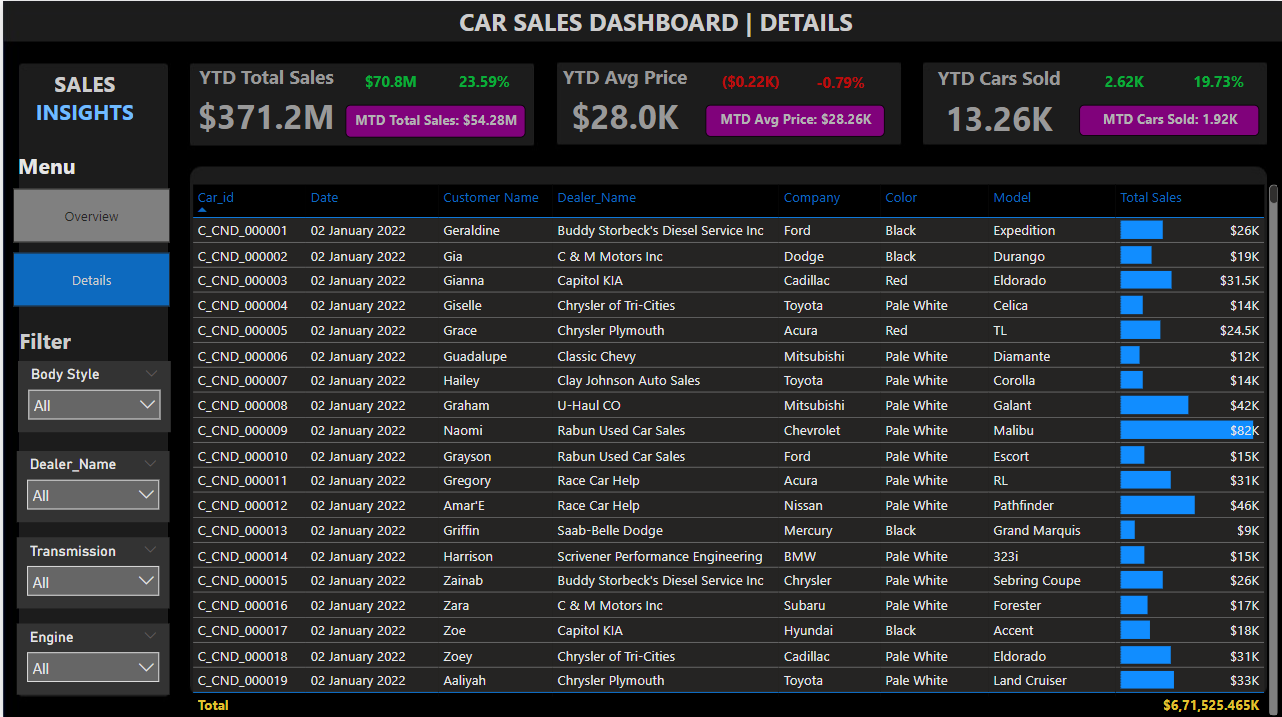 CAR SALES DASHBOARD | DETAILS
SALES
INSIGHTS
YTD Total Sales $70.8M 23.59%
$371.2M MTD Total Sales: $54.28M
YTD Avg Price ($0.22K) -0.79%
$28.0K MTD Avg Price: $28.26K
YTD Cars Sold 2.62K 19.73%
13.26K MTD Cars Sold: 1.92K
Menu
Overview
Details
Filter
Body Style
All
Dealer_Name
All
Transmission
All
Engine
All
Car_id Date Customer Name Dealer_Name Company Color Model Total Sales
C_CND_000001 02 January 2022 Geraldine Buddy Storbeck's Diesel Service Inc Ford Black Expedition $26K
C_CND_000002 02 January 2022 Gia C & M Motors Inc Dodge Black Durango $19K
C_CND_000003 02 January 2022 Gianna Capitol KIA Cadillac Red Eldorado $31.5K
C_CND_000004 02 January 2022 Giselle Chrysler of Tri-Cities Toyota Pale White Celica $14K
C_CND_000005 02 January 2022 Grace Chrysler Plymouth Acura Red TL $24.5K
C_CND_000006 02 January 2022 Guadalupe Classic Chevy Mitsubishi Pale White Diamante $12K
C_CND_000007 02 January 2022 Hailey Clay Johnson Auto Sales Toyota Pale White Corolla $14K
C_CND_000008 02 January 2022 Graham U-Haul CO Mitsubishi Pale White Galant $42K
C_CND_000009 02 January 2022 Naomi Rabun Used Car Sales Chevrolet Pale White Malibu $82K
C_CND_000010 02 January 2022 Grayson Rabun Used Car Sales Ford Pale White Escort $15K
C_CND_000011 02 January 2022 Gregory Race Car Help Acura Pale White RL $31K
C_CND_000012 02 January 2022 Amar'E Race Car Help Nissan Pale White Pathfinder $46K
C_CND_000013 02 January 2022 Griffin Saab-Belle Dodge Mercury Black Grand Marquis $9K
C_CND_000014 02 January 2022 Harrison Scrivener Performance Engineering BMW Pale White 323i $15K
C_CND_000015 02 January 2022 Zainab Buddy Storbeck's Diesel Service Inc Chrysler Pale White Sebring Coupe $26K
C_CND_000016 02 January 2022 Zara C & M Motors Inc Subaru Pale White Forester $17K
C_CND_000017 02 January 2022 Zoe Capitol KIA Hyundai Black Accent $18K
C_CND_000018 02 January 2022 Zoey Chrysler of Tri-Cities Cadillac Pale White Eldorado $31K
C_CND_000019 02 January 2022 Aaliyah Chrysler Plymouth Toyota Pale White Land Cruiser $33K
Total $6,71,525.465K